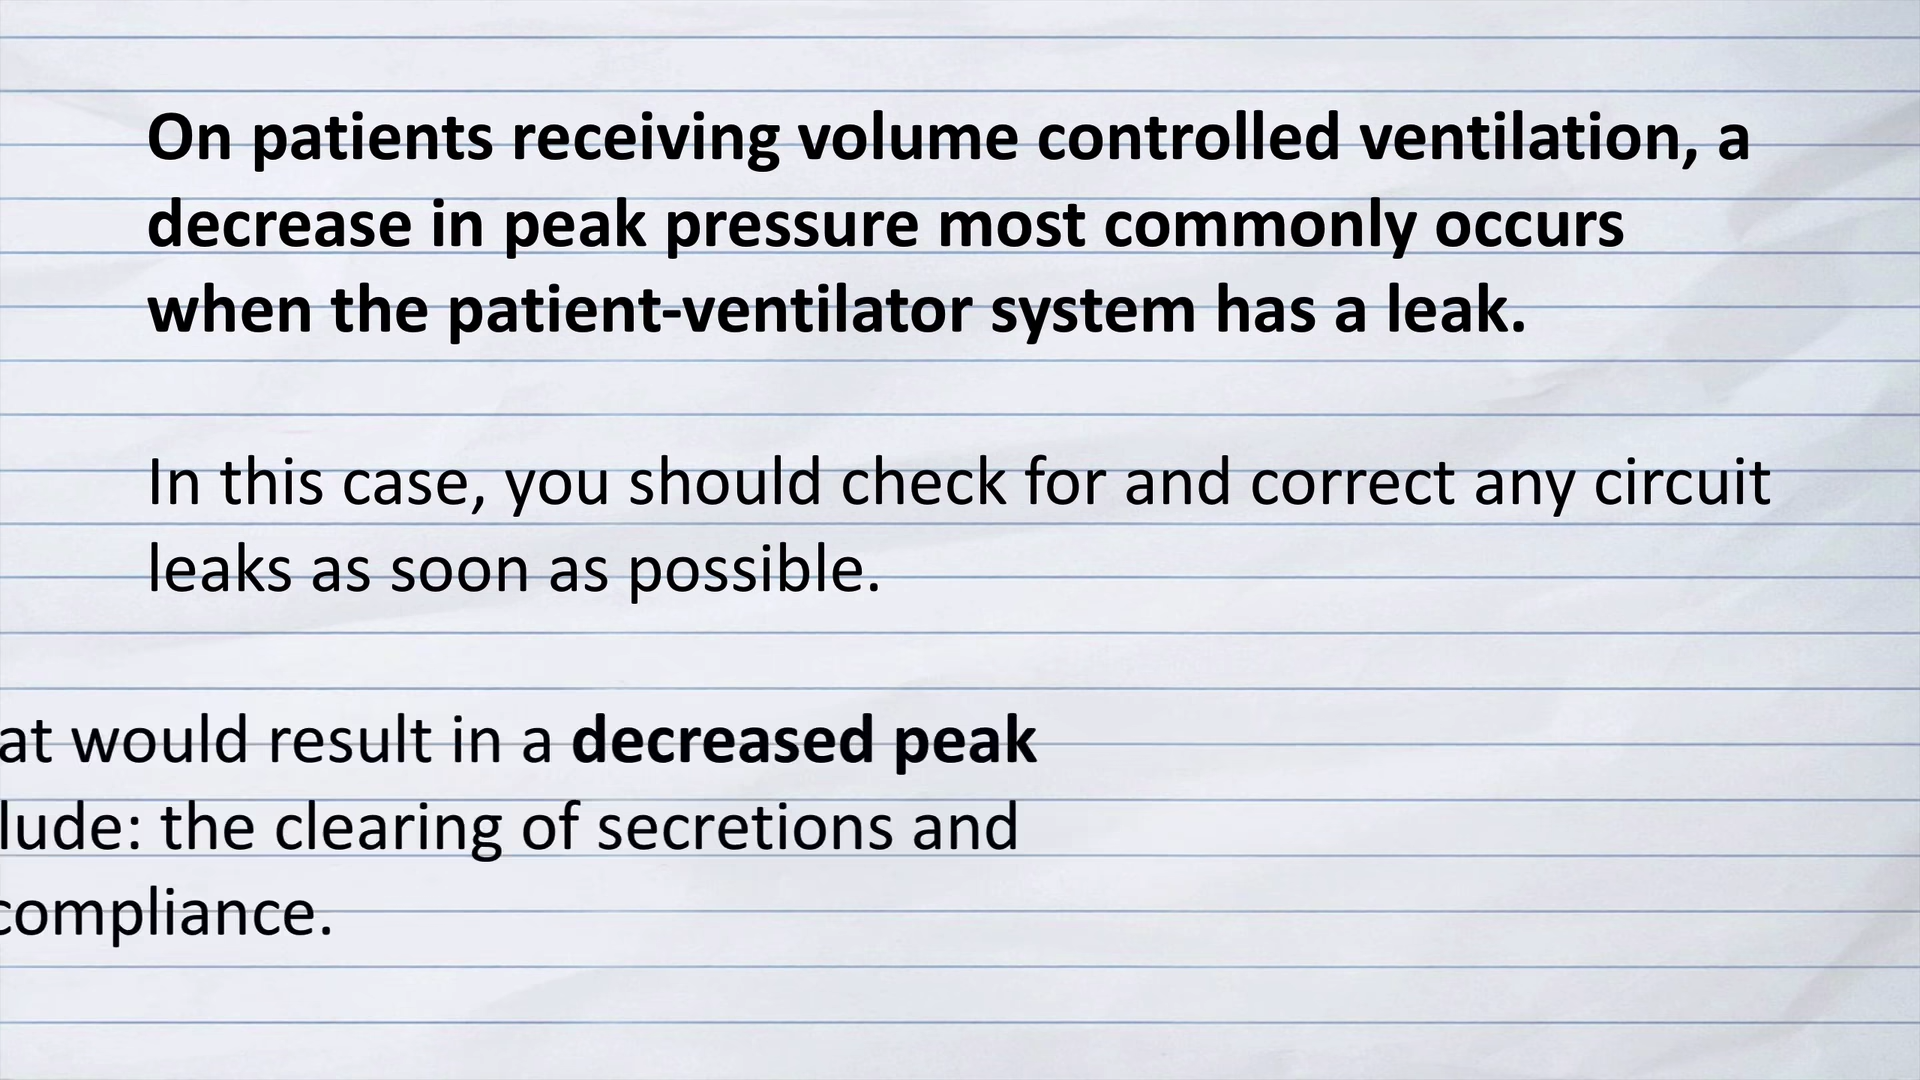 On patients receiving volume controlled ventilation, a
decrease in peak pressure most commonly occurs
when the patient-ventilator system has a leak.
In this case, you should check for and correct any circuit
leaks as soon as possible.
would result in a decreased peak
the clearing of secretions and
compliance.